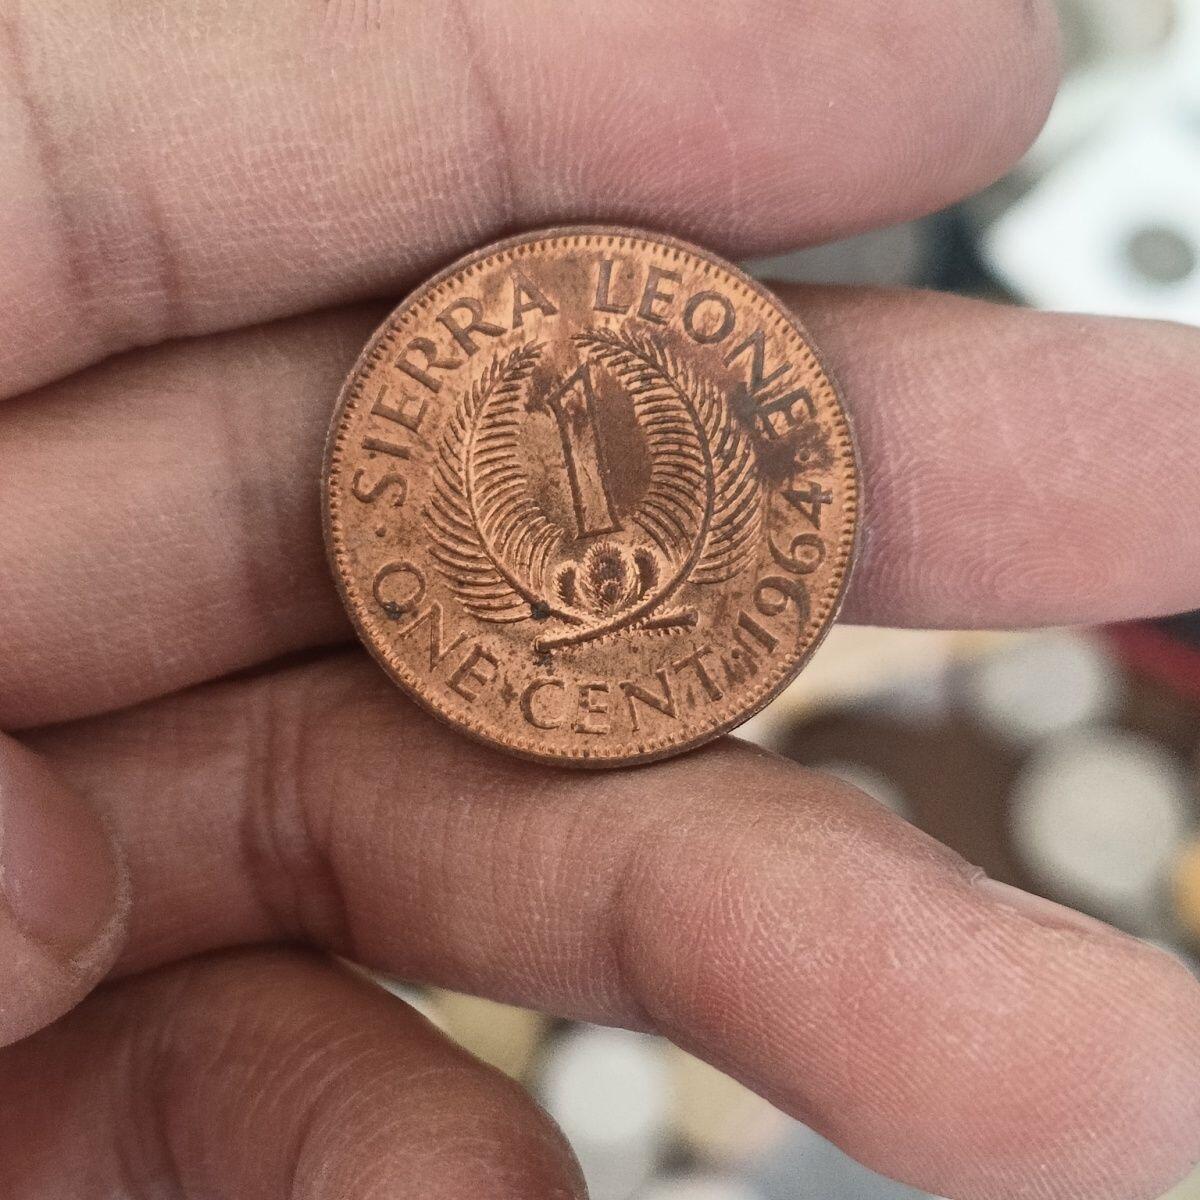 SIERRA LEONE · 1964
1
· ONE · CENT ·